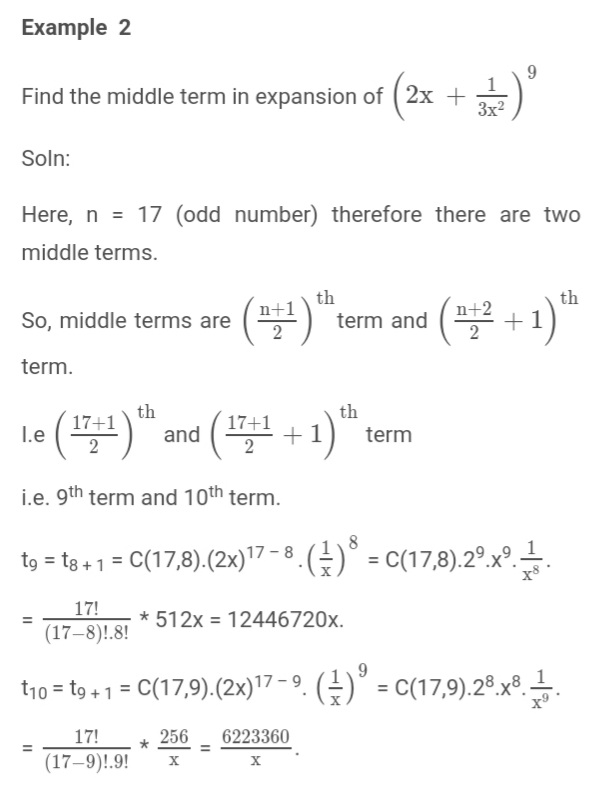 Example 2
Find the middle term in expansion of (2x + 1/3x²)⁹
Soln:
Here, n = 17 (odd number) therefore there are two
middle terms.
So, middle terms are ((n+1)/2)ᵗʰ term and ((n+2)/2 + 1)ᵗʰ
term.
I.e ((17+1)/2)ᵗʰ and ((17+1)/2 + 1)ᵗʰ term
i.e. 9ᵗʰ term and 10ᵗʰ term.
t₉ = t₈ ₊ ₁ = C(17,8).(2x)¹⁷ ⁻ ⁸.(1/x)⁸ = C(17,8).2⁹.x⁹.1/x⁸.
= 17!/((17−8)!.8!) * 512x = 12446720x.
t₁₀ = t₉ ₊ ₁ = C(17,9).(2x)¹⁷ ⁻ ⁹. (1/x)⁹ = C(17,9).2⁸.x⁸.1/x⁹.
= 17!/((17−9)!.9!) * 256/x = 6223360/x.